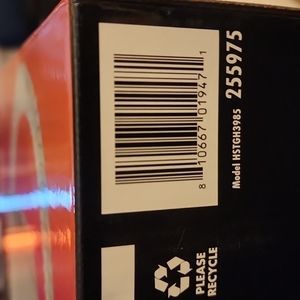 8 10667 01947 1
255975
Model HSTGH3985
PLEASE
RECYCLE